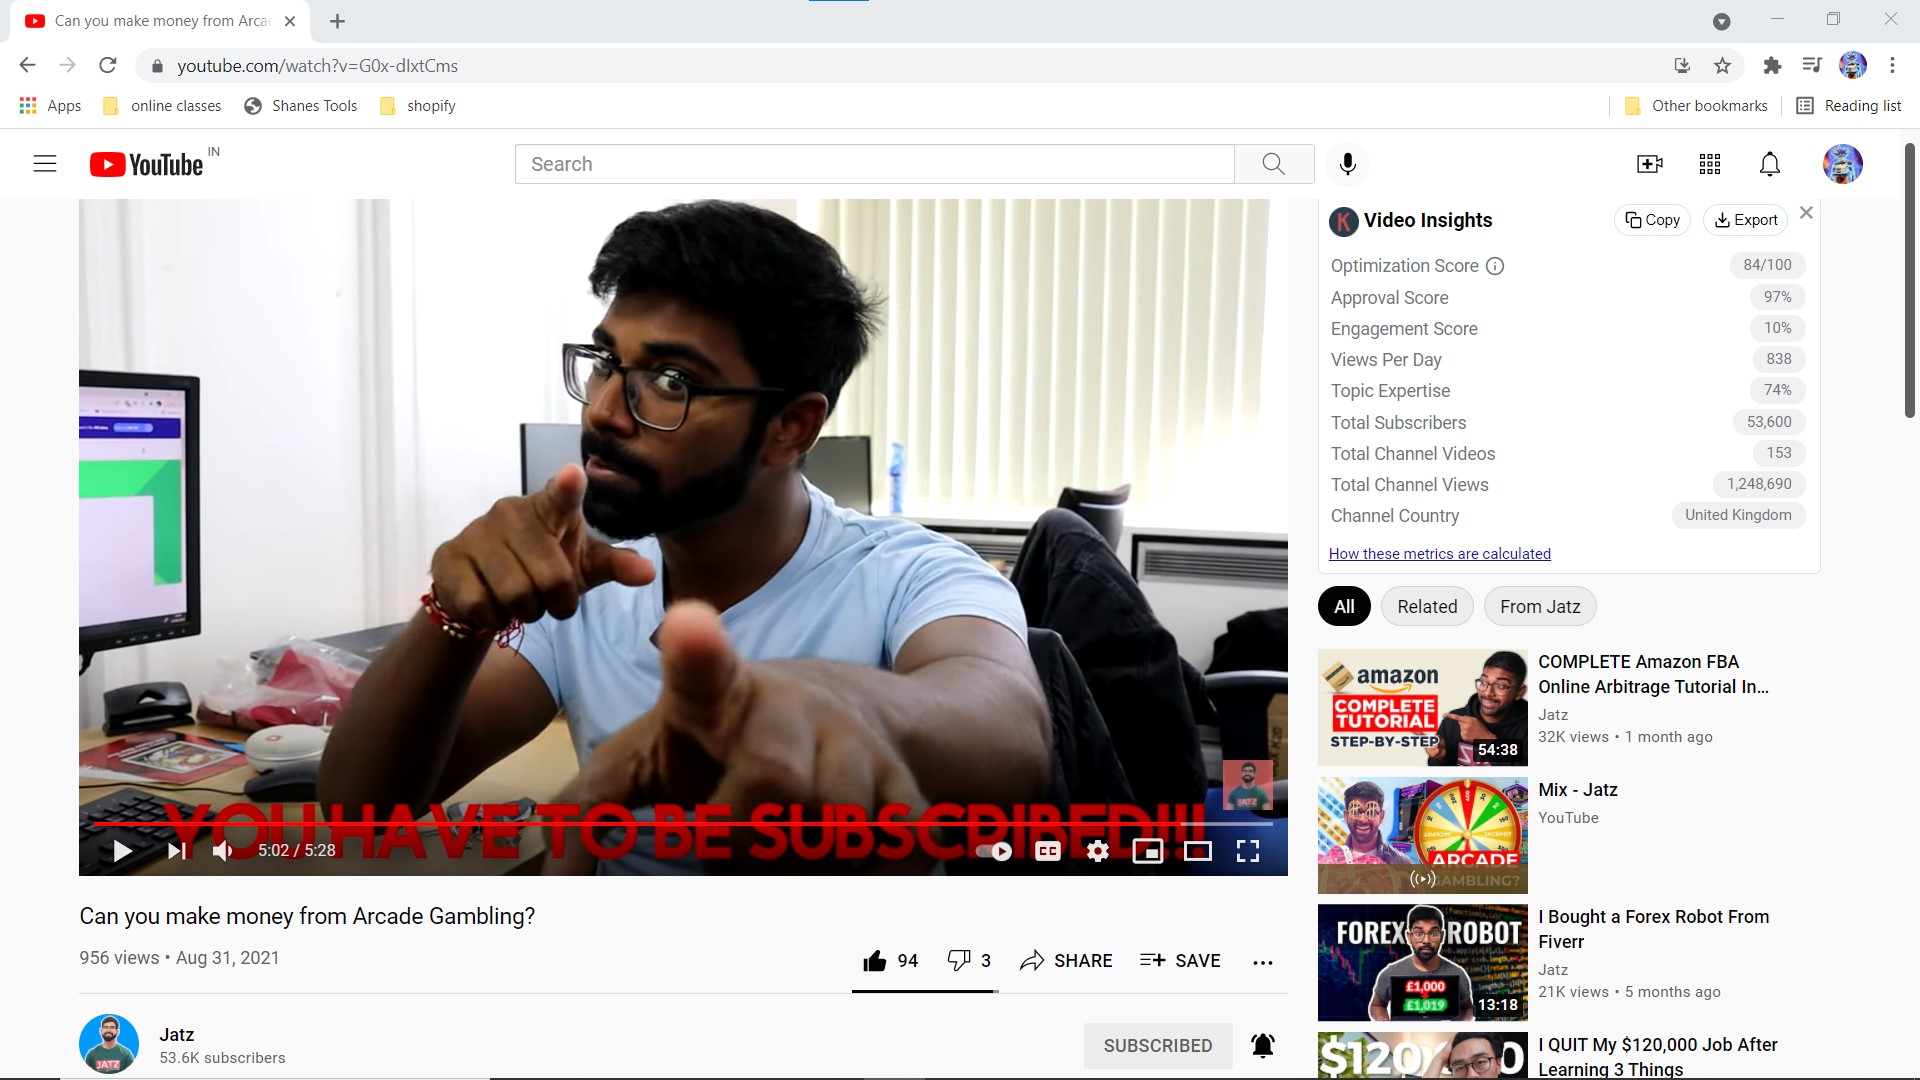 Can you make money from Arcad
youtube.com/watch?v=G0x-dIxtCms
Apps
online classes
Shanes Tools
shopify
Other bookmarks
Reading list
YouTube IN
Search
YOU HAVE TO BE SUBSCRIBED!!!
JATZ
5:02 / 5:28
CC
Can you make money from Arcade Gambling?
956 views • Aug 31, 2021
94
3
SHARE
SAVE
Jatz
53.6K subscribers
JATZ
SUBSCRIBED
K Video Insights
Copy
Export
Optimization Score
84/100
Approval Score
97%
Engagement Score
10%
Views Per Day
838
Topic Expertise
74%
Total Subscribers
53,600
Total Channel Videos
153
Total Channel Views
1,248,690
Channel Country
United Kingdom
How these metrics are calculated
All
Related
From Jatz
amazon
COMPLETE
TUTORIAL
STEP-BY-STEP
54:38
COMPLETE Amazon FBA
Online Arbitrage Tutorial In...
Jatz
32K views • 1 month ago
ARCADE
GAMBLING?
Mix - Jatz
YouTube
FOREX ROBOT
£1,000
£1,019
13:18
I Bought a Forex Robot From
Fiverr
Jatz
21K views • 5 months ago
I QUIT My $120,000 Job After
Learning 3 Things